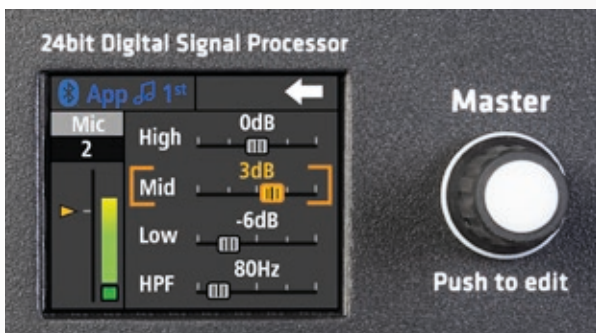 24bit Digital Signal Processor
App 1st
Mic
2
High 0dB
Mid 3dB
Low -6dB
HPF 80Hz
Master
Push to edit